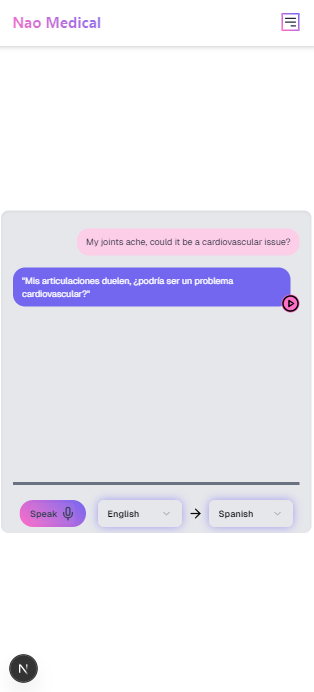 Nao Medical
My joints ache, could it be a cardiovascular issue?
"Mis articulaciones duelen, ¿podría ser un problema
cardiovascular?"
Speak
English
Spanish
N